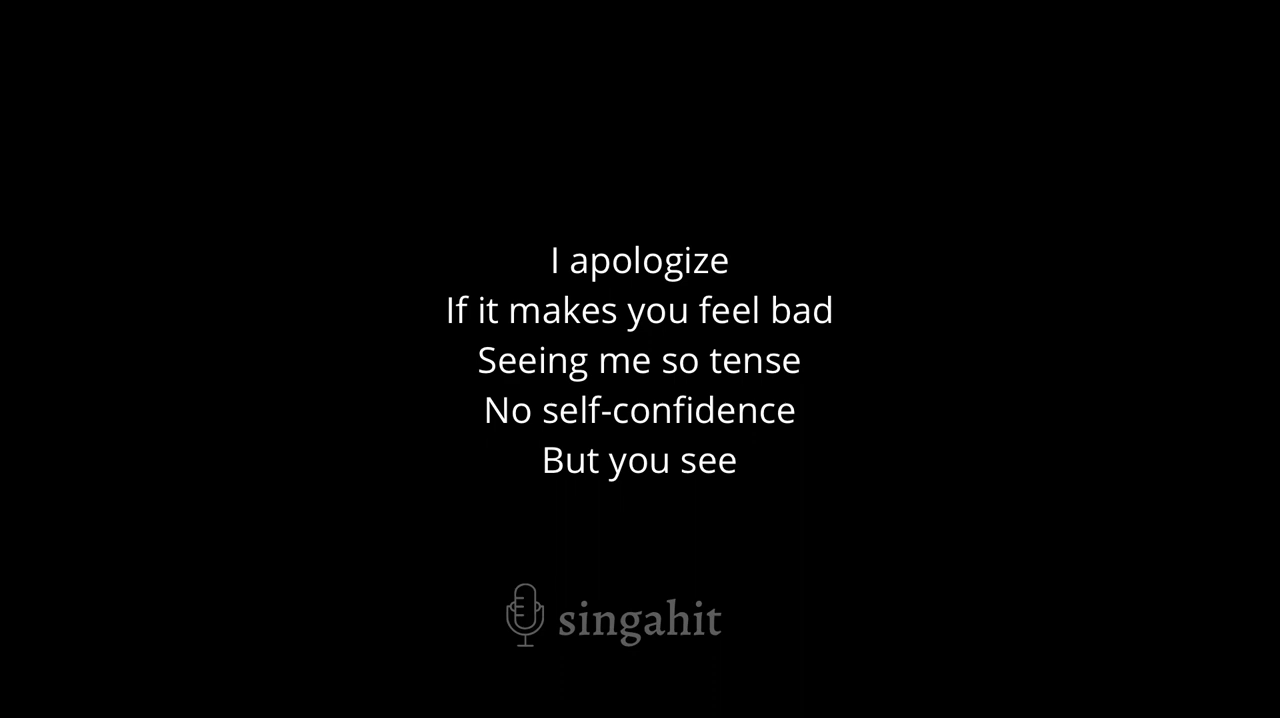 I apologize
If it makes you feel bad
Seeing me so tense
No self-confidence
But you see
singahit